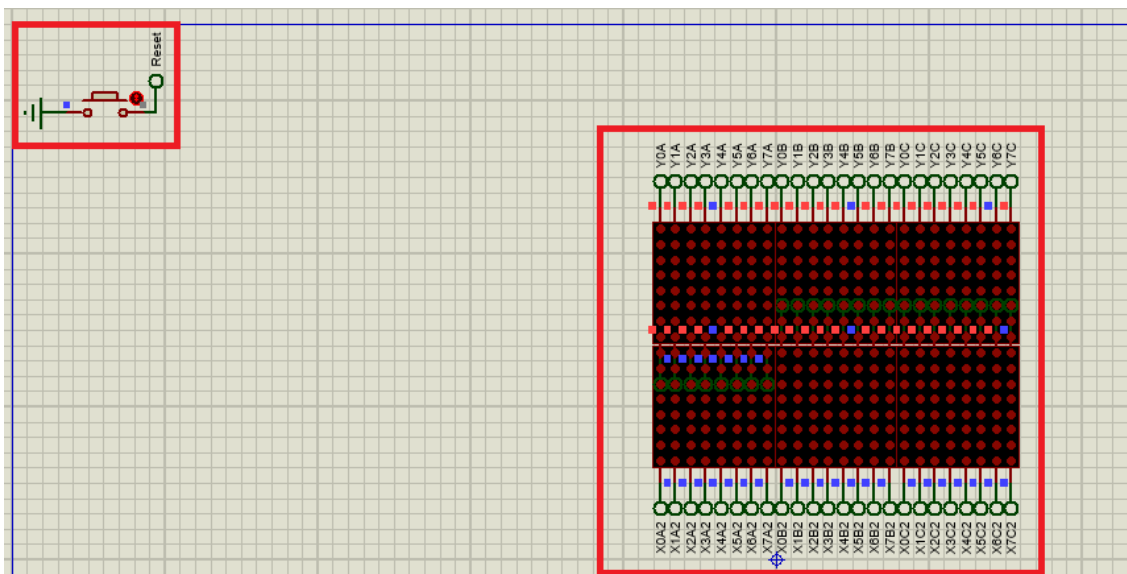 Reset
Y0A Y1A Y2A Y3A Y4A Y5A Y6A Y7A Y0B Y1B Y2B Y3B Y4B Y5B Y6B Y7B Y0C Y1C Y2C Y3C Y4C Y5C Y6C Y7C
X0A2 X1A2 X2A2 X3A2 X4A2 X5A2 X6A2 X7A2 X0B2 X1B2 X2B2 X3B2 X4B2 X5B2 X6B2 X7B2 X0C2 X1C2 X2C2 X3C2 X4C2 X5C2 X6C2 X7C2